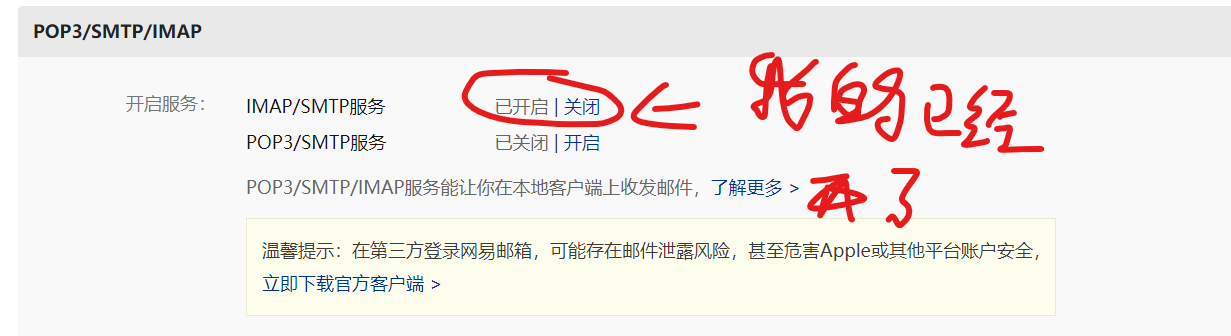 POP3/SMTP/IMAP
开启服务：
IMAP/SMTP服务
已开启 | 关闭
我的已经
开了
POP3/SMTP服务
已关闭 | 开启
POP3/SMTP/IMAP服务能让你在本地客户端上收发邮件，了解更多 >
温馨提示：在第三方登录网易邮箱，可能存在邮件泄露风险，甚至危害Apple或其他平台账户安全，
立即下载官方客户端 >